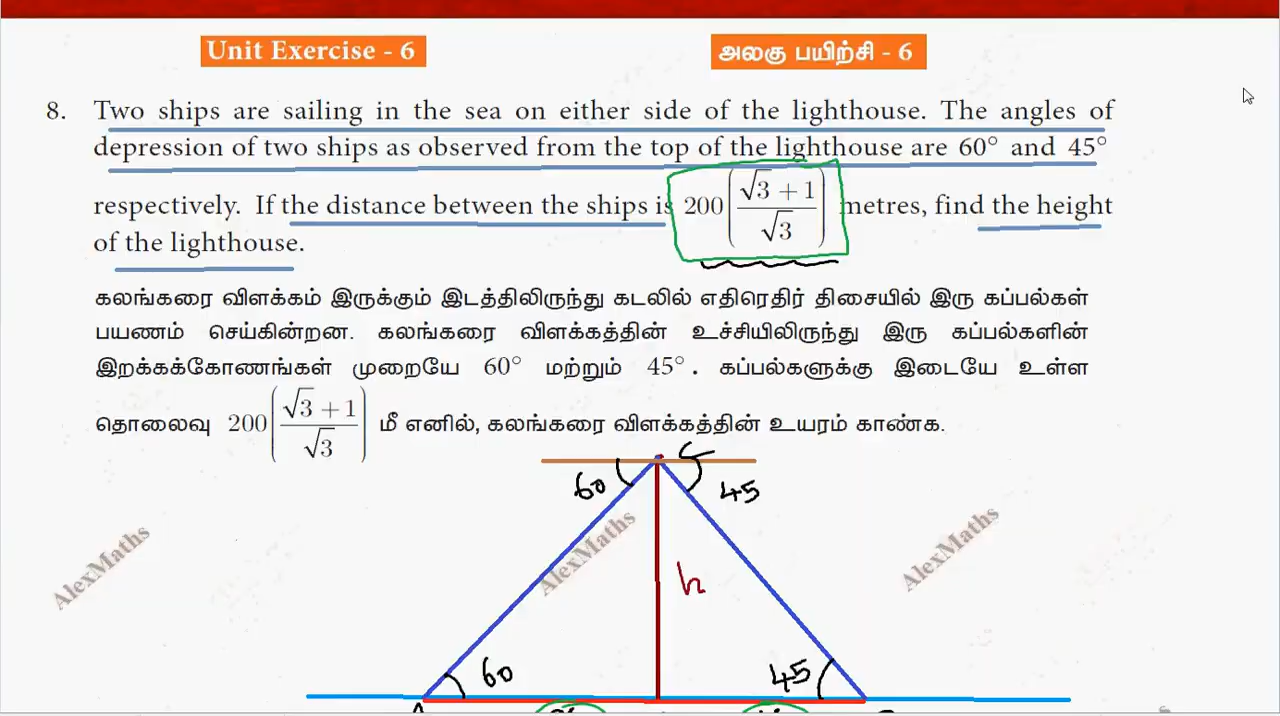 Unit Exercise - 6
அலகு பயிற்சி - 6
8. Two ships are sailing in the sea on either side of the lighthouse. The angles of
depression of two ships as observed from the top of the lighthouse are 60° and 45°
respectively. If the distance between the ships is 200(√3 + 1 / √3) metres, find the height
of the lighthouse.
கலங்கரை விளக்கம் இருக்கும் இடத்திலிருந்து கடலில் எதிரெதிர் திசையில் இரு கப்பல்கள்
பயணம் செய்கின்றன. கலங்கரை விளக்கத்தின் உச்சியிலிருந்து இரு கப்பல்களின்
இறக்கக்கோணங்கள் முறையே 60° மற்றும் 45°. கப்பல்களுக்கு இடையே உள்ள
தொலைவு 200(√3 + 1 / √3) மீ எனில், கலங்கரை விளக்கத்தின் உயரம் காண்க.
60 45
AlexMaths AlexMaths AlexMaths
h
60 45